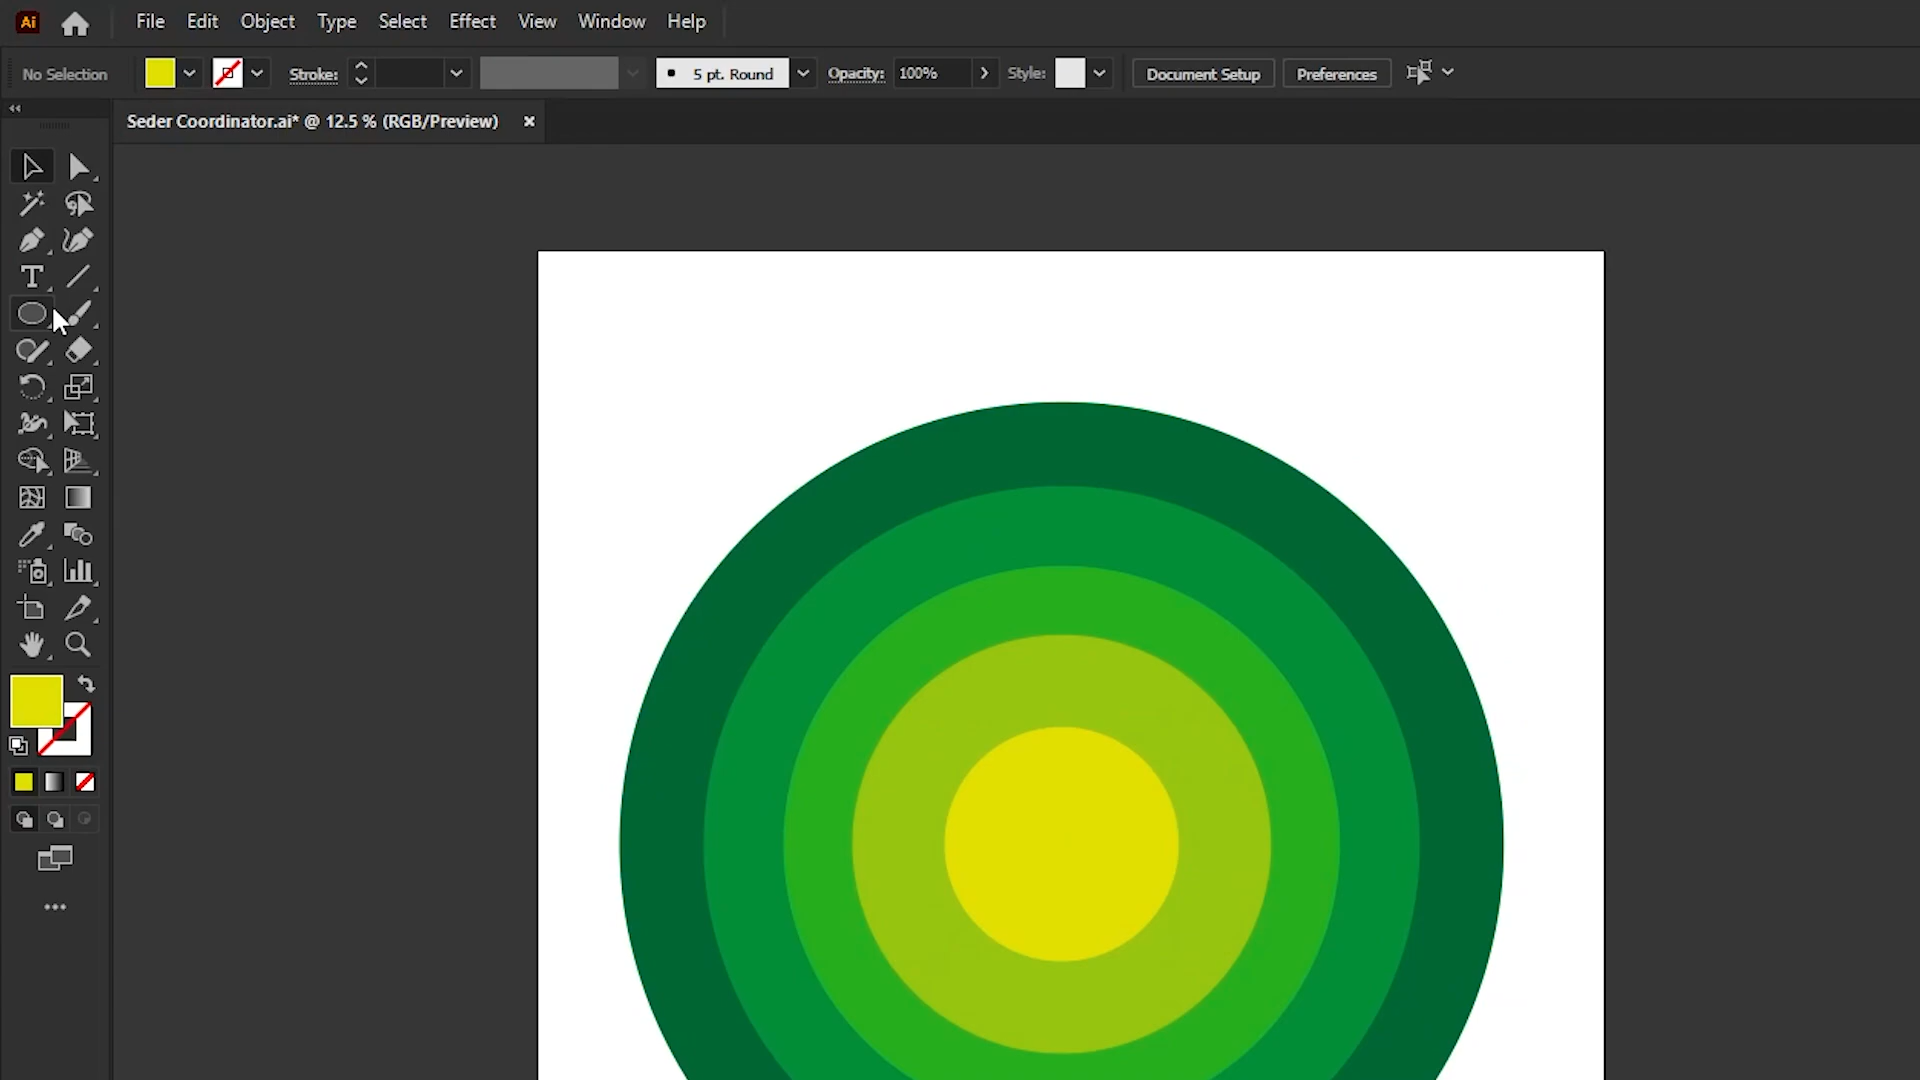 Ai File Edit Object Type Select Effect View Window Help
No Selection Stroke: 5 pt. Round Opacity: 100% Style: Document Setup Preferences
Seder Coordinator.ai* @ 12.5 % (RGB/Preview)
T